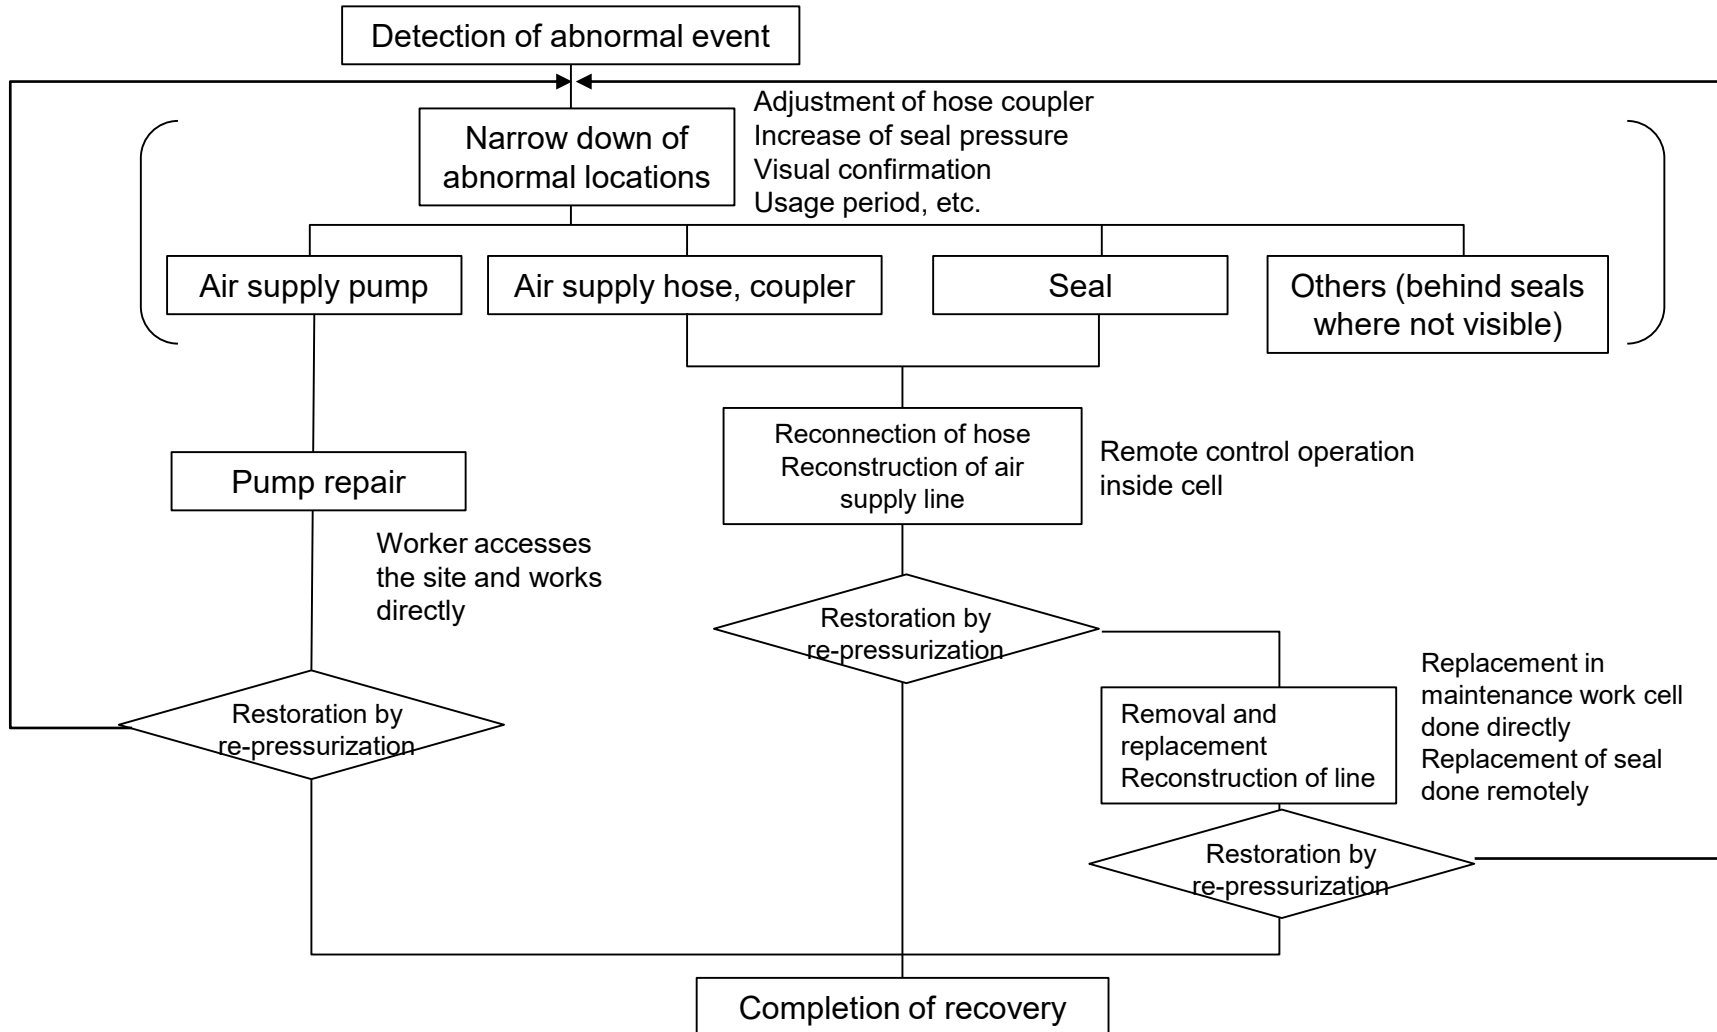 Detection of abnormal event
Narrow down of
abnormal locations
Adjustment of hose coupler
Increase of seal pressure
Visual confirmation
Usage period, etc.
Air supply pump
Air supply hose, coupler
Seal
Others (behind seals
where not visible)
Reconnection of hose
Reconstruction of air
supply line
Remote control operation
inside cell
Pump repair
Worker accesses
the site and works
directly
Restoration by
re-pressurization
Restoration by
re-pressurization
Removal and
replacement
Reconstruction of line
Replacement in
maintenance work cell
done directly
Replacement of seal
done remotely
Restoration by
re-pressurization
Completion of recovery